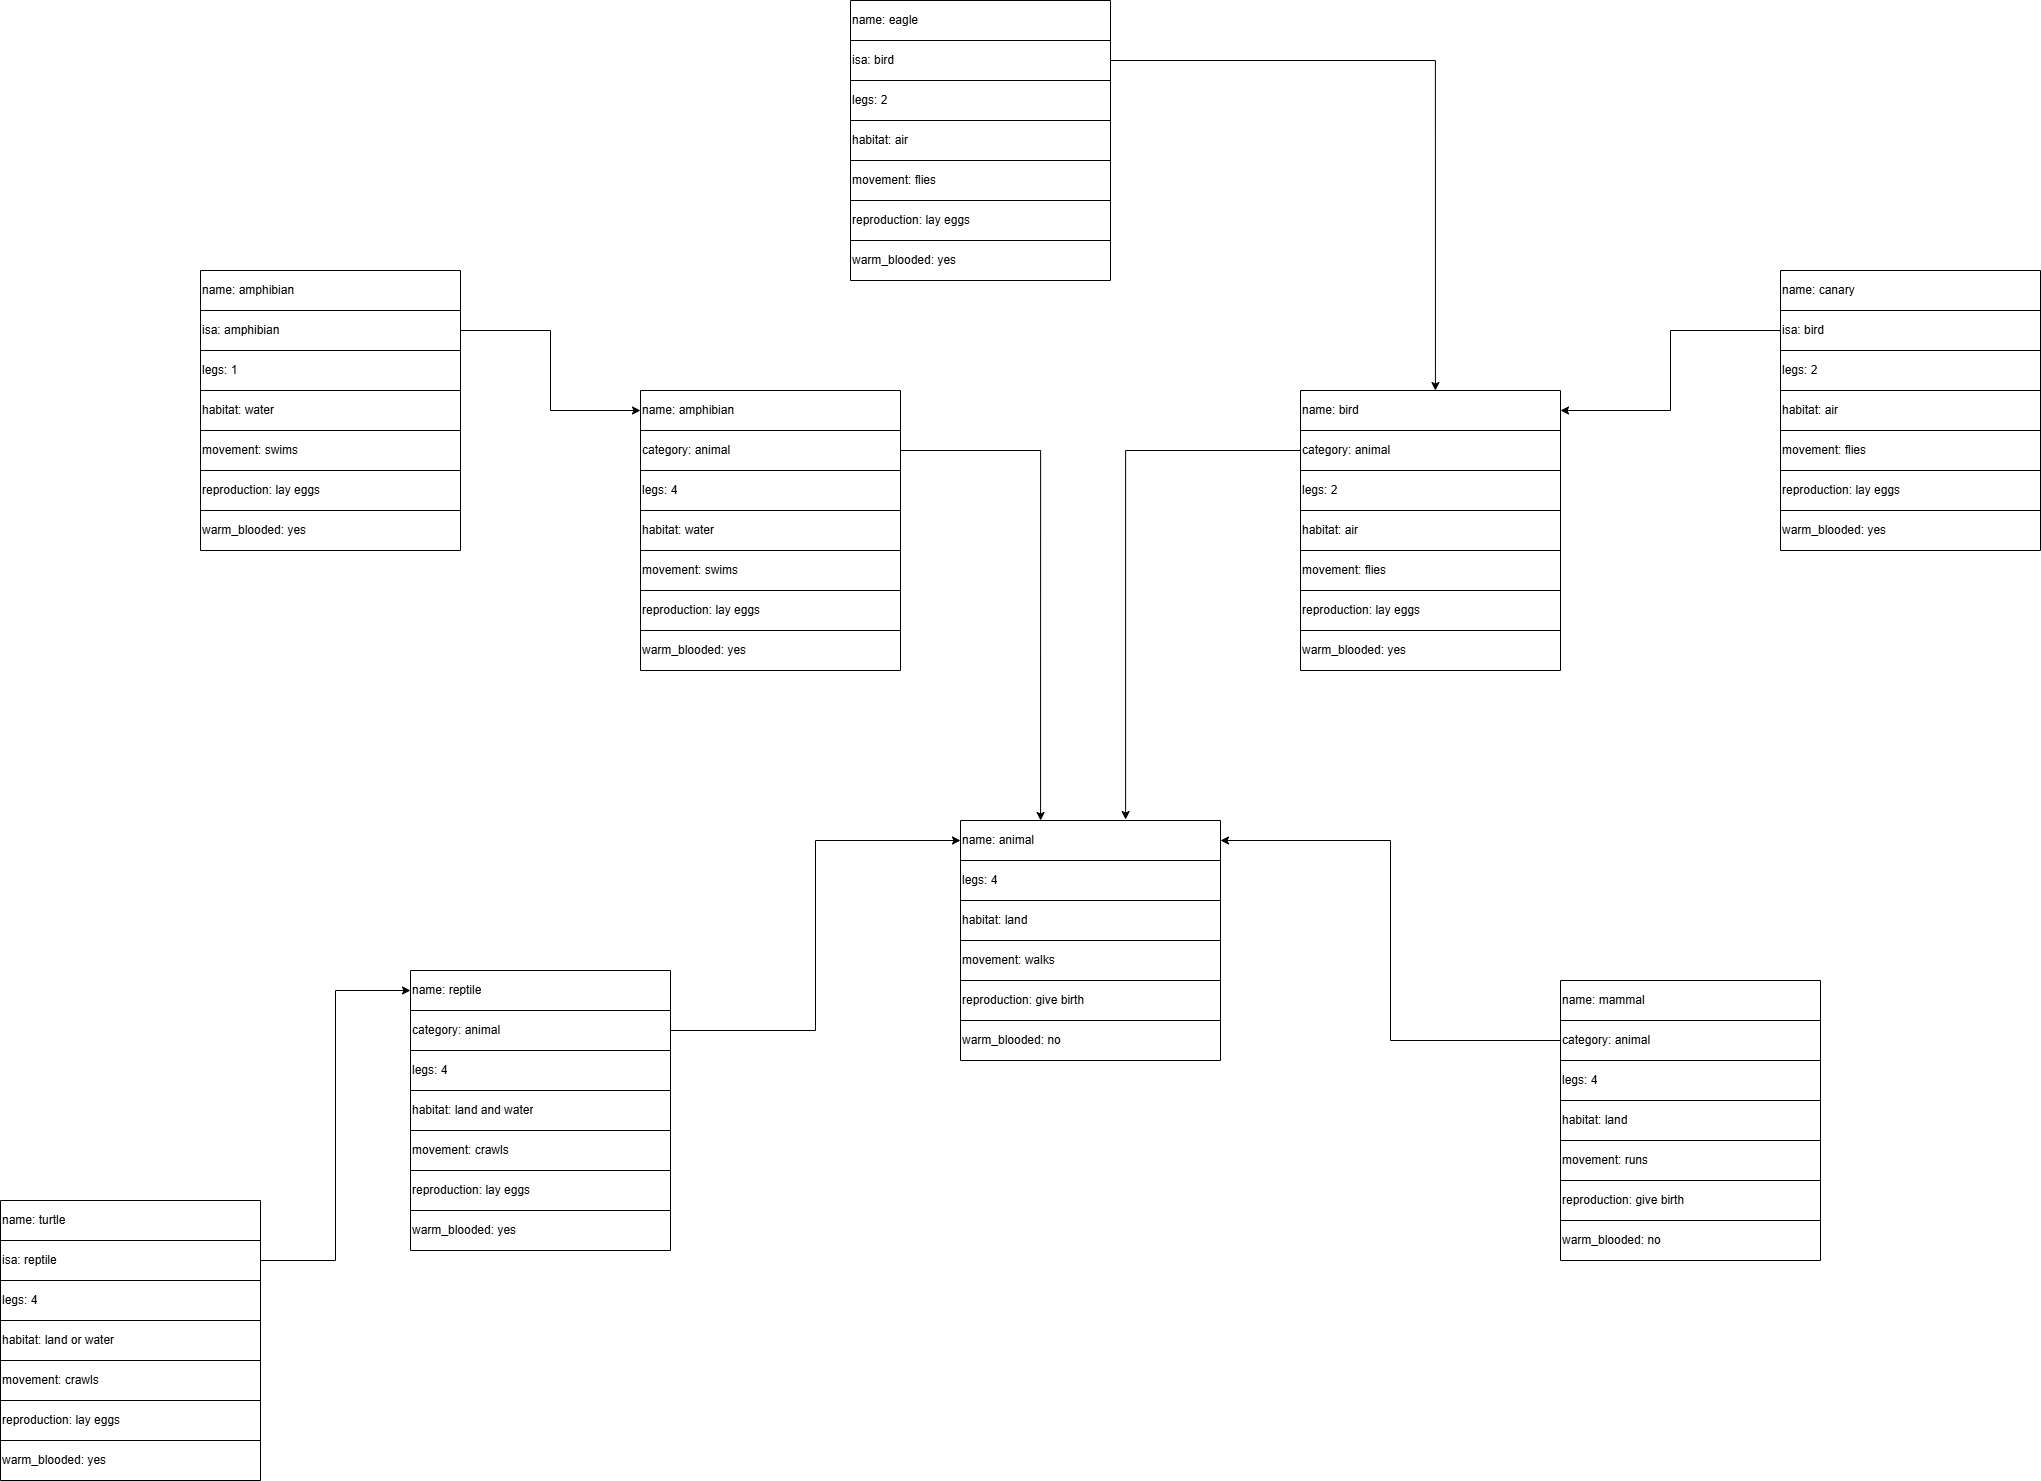 name: eagle
isa: bird
legs: 2
habitat: air
movement: flies
reproduction: lay eggs
warm_blooded: yes
name: amphibian
isa: amphibian
legs: 1
habitat: water
movement: swims
reproduction: lay eggs
warm_blooded: yes
name: amphibian
category: animal
legs: 4
habitat: water
movement: swims
reproduction: lay eggs
warm_blooded: yes
name: bird
category: animal
legs: 2
habitat: air
movement: flies
reproduction: lay eggs
warm_blooded: yes
name: canary
isa: bird
legs: 2
habitat: air
movement: flies
reproduction: lay eggs
warm_blooded: yes
name: animal
legs: 4
habitat: land
movement: walks
reproduction: give birth
warm_blooded: no
name: reptile
category: animal
legs: 4
habitat: land and water
movement: crawls
reproduction: lay eggs
warm_blooded: yes
name: mammal
category: animal
legs: 4
habitat: land
movement: runs
reproduction: give birth
warm_blooded: no
name: turtle
isa: reptile
legs: 4
habitat: land or water
movement: crawls
reproduction: lay eggs
warm_blooded: yes